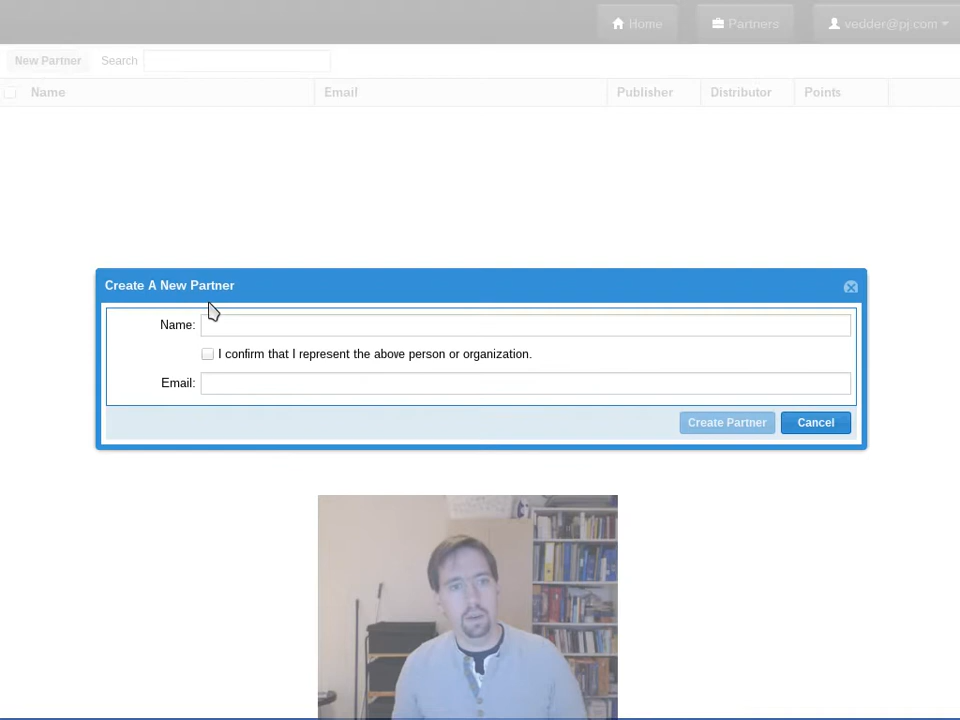 Home Partners vedder@pj.com
New Partner Search
Name Email Publisher Distributor Points
Create A New Partner
Name:
I confirm that I represent the above person or organization.
Email:
Create Partner Cancel